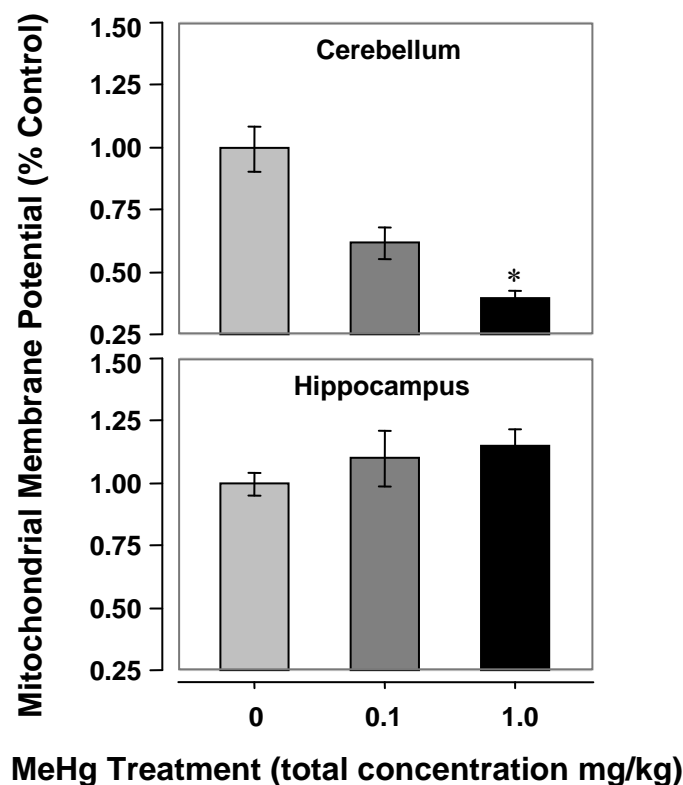 Mitochondrial Membrane Potential (% Control)
Cerebellum
1.50
1.25
1.00
0.75
0.50
0.25
*
Hippocampus
1.50
1.25
1.00
0.75
0.50
0.25
0 0.1 1.0
MeHg Treatment (total concentration mg/kg)